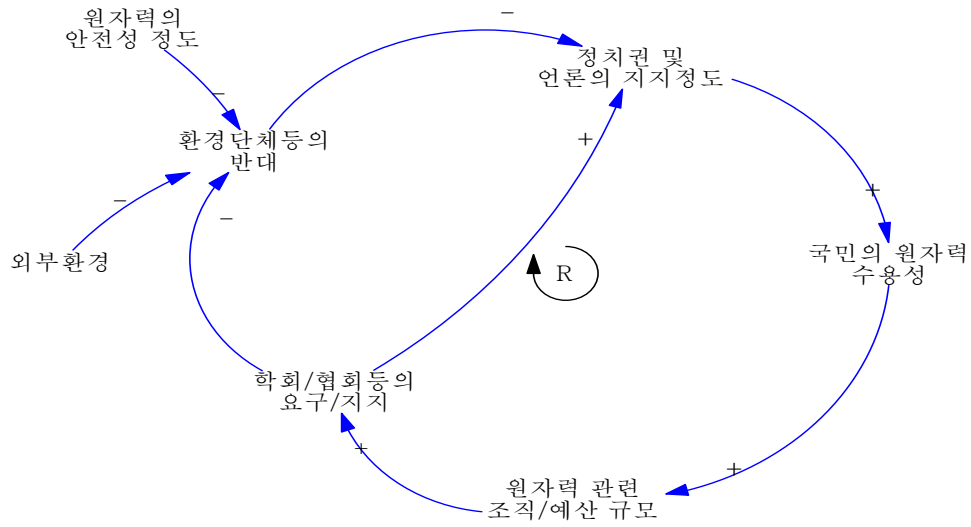 원자력의
안전성 정도
−
정치권 및
언론의 지지정도
−
환경단체등의
반대
+
−
−
+
외부환경
국민의 원자력
수용성
R
학회/협회등의
요구/지지
+
+
원자력 관련
조직/예산 규모